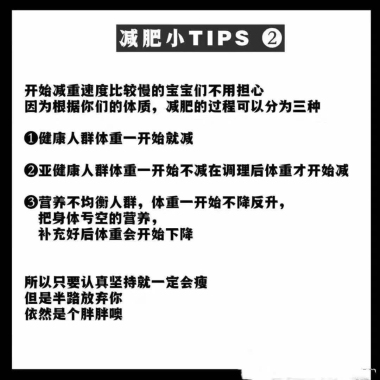 减肥小TIPS ❷
开始减重速度比较慢的宝宝们不用担心
因为根据你们的体质，减肥的过程可以分为三种
❶健康人群体重一开始就减
❷亚健康人群体重一开始不减在调理后体重才开始减
❸营养不均衡人群，体重一开始不降反升，
把身体亏空的营养，
补充好后体重会开始下降
所以只要认真坚持就一定会瘦
但是半路放弃你
依然是个胖胖噢